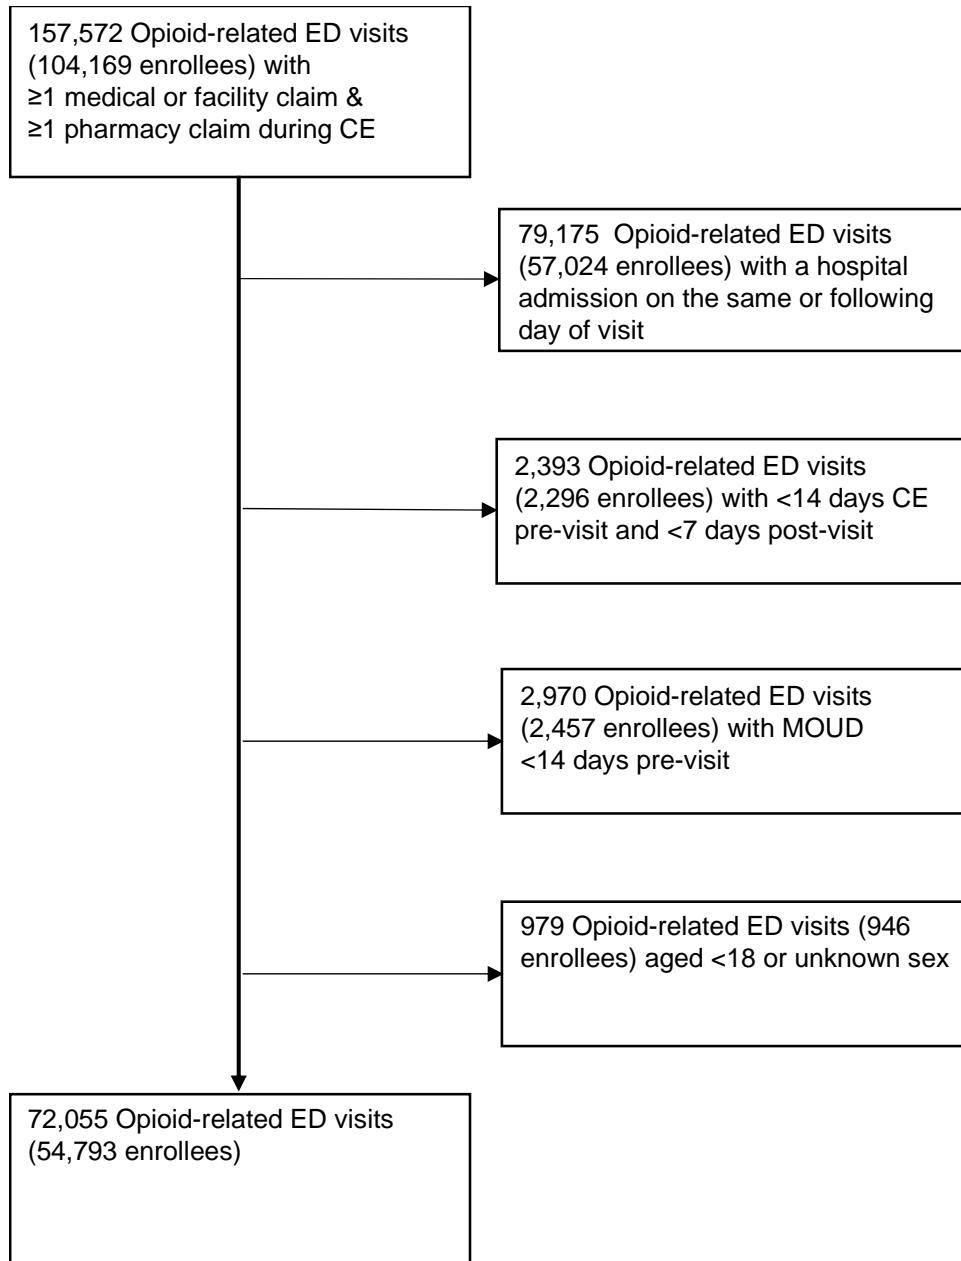 157,572 Opioid-related ED visits
(104,169 enrollees) with
≥1 medical or facility claim &
≥1 pharmacy claim during CE
79,175  Opioid-related ED visits
(57,024 enrollees) with a hospital
admission on the same or following
day of visit
2,393 Opioid-related ED visits
(2,296 enrollees) with <14 days CE
pre-visit and <7 days post-visit
2,970 Opioid-related ED visits
(2,457 enrollees) with MOUD
<14 days pre-visit
979 Opioid-related ED visits (946
enrollees) aged <18 or unknown sex
72,055 Opioid-related ED visits
(54,793 enrollees)